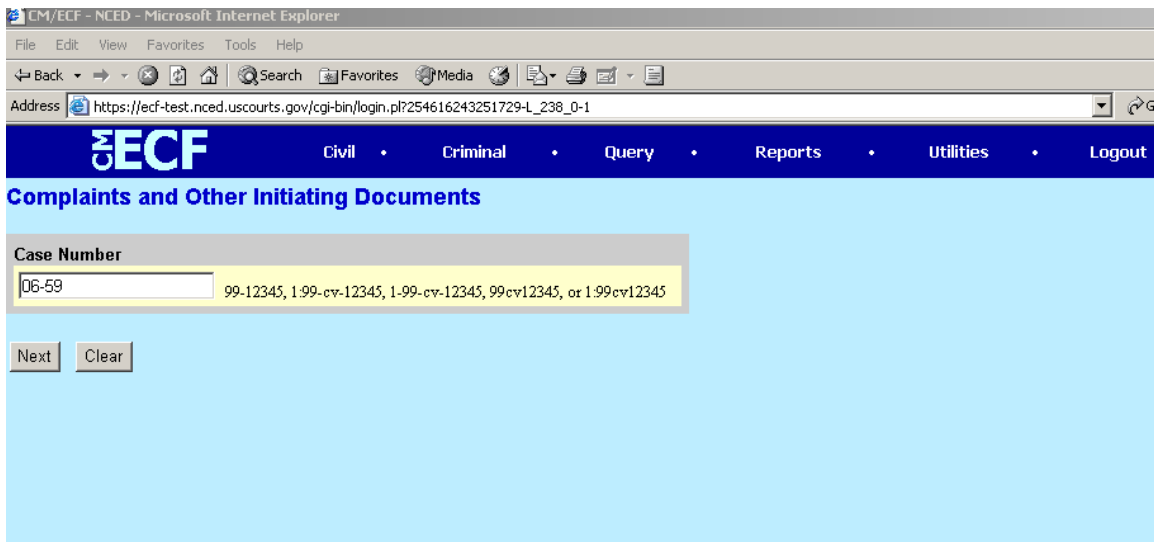 CM/ECF - NCED - Microsoft Internet Explorer
File Edit View Favorites Tools Help
Back Search Favorites Media
Address https://ecf-test.nced.uscourts.gov/cgi-bin/login.pl?254616243251729-L_238_0-1 G
CM ECF Civil • Criminal • Query • Reports • Utilities • Logout
Complaints and Other Initiating Documents
Case Number
06-59 99-12345, 1:99-cv-12345, 1-99-cv-12345, 99cv12345, or 1:99cv12345
Next Clear